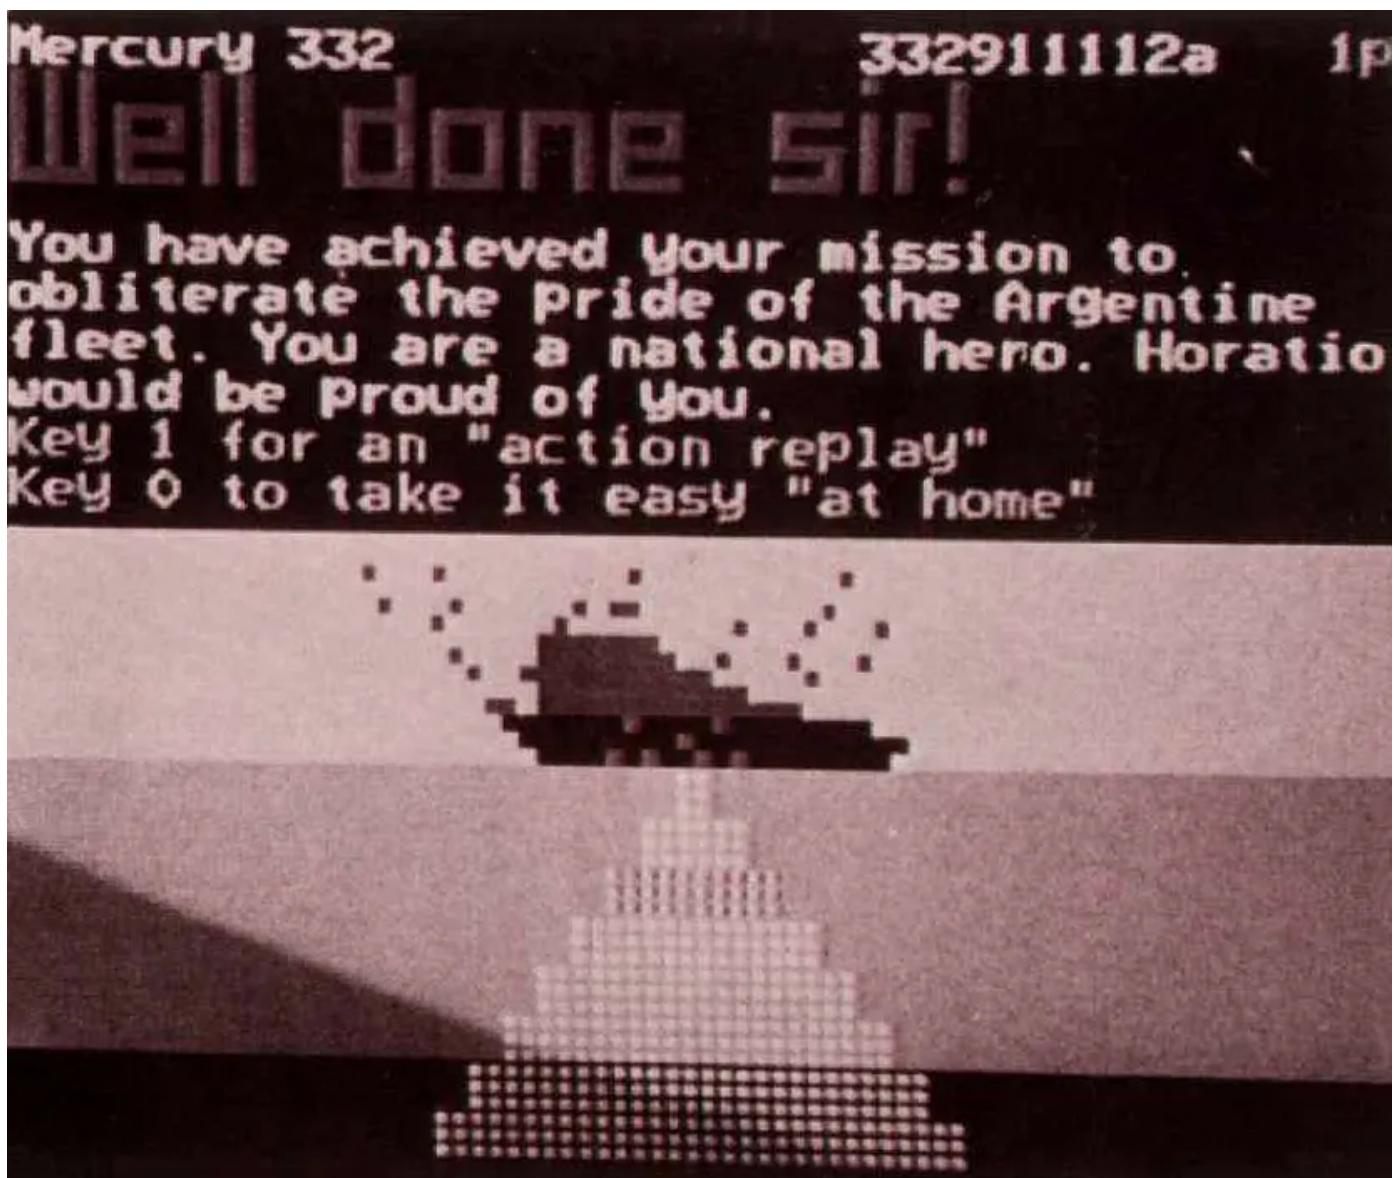 Mercury 332 332911112a 1p
Well done sir!
You have achieved your mission to
obliterate the pride of the Argentine
fleet. You are a national hero. Horatio
would be proud of you.
Key 1 for an "action replay"
Key 0 to take it easy "at home"